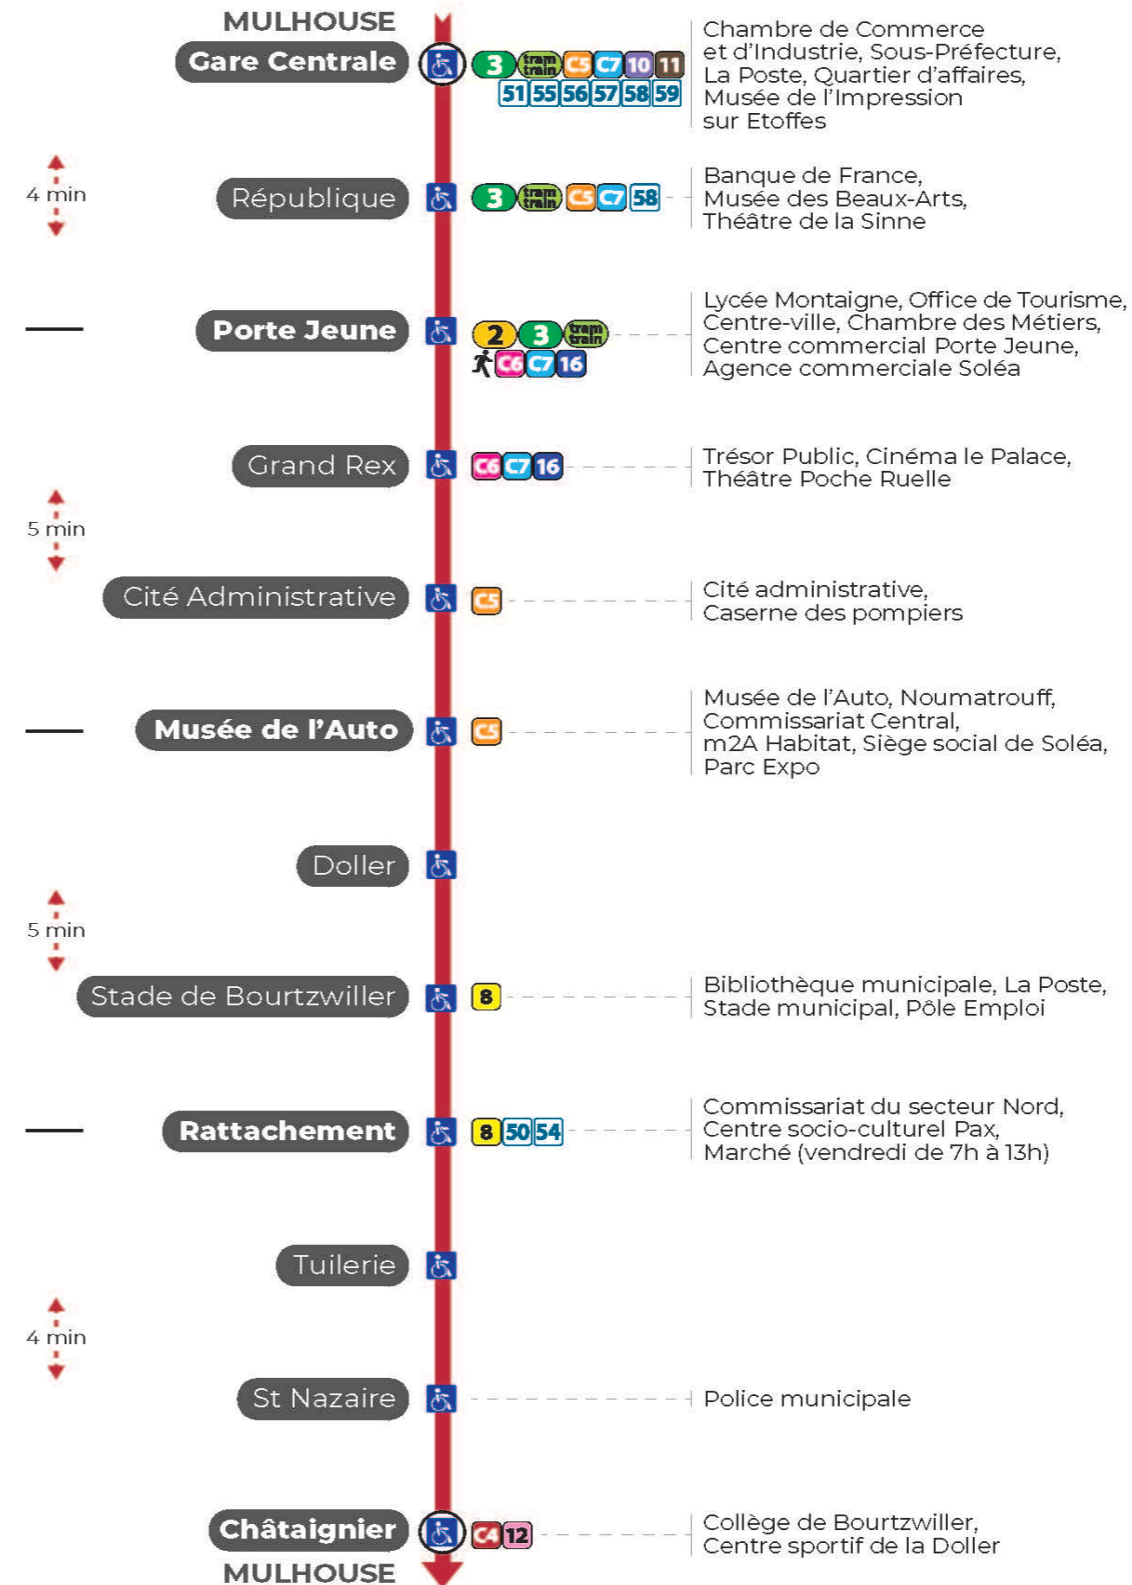 MULHOUSE
Gare Centrale
3 tram train C5 C7 10 11
51 55 56 57 58 59
Chambre de Commerce
et d'Industrie, Sous-Préfecture,
La Poste, Quartier d'affaires,
Musée de l'Impression
sur Etoffes
4 min
République
3 tram train C5 C7 58
Banque de France,
Musée des Beaux-Arts,
Théâtre de la Sinne
Porte Jeune
2 3 tram train
C6 C7 16
Lycée Montaigne, Office de Tourisme,
Centre-ville, Chambre des Métiers,
Centre commercial Porte Jeune,
Agence commerciale Soléa
Grand Rex
C6 C7 16
Trésor Public, Cinéma le Palace,
Théâtre Poche Ruelle
5 min
Cité Administrative
C5
Cité administrative,
Caserne des pompiers
Musée de l'Auto
C5
Musée de l'Auto, Noumatrouff,
Commissariat Central,
m2A Habitat, Siège social de Soléa,
Parc Expo
Doller
5 min
Stade de Bourtzwiller
8
Bibliothèque municipale, La Poste,
Stade municipal, Pôle Emploi
Rattachement
8 50 54
Commissariat du secteur Nord,
Centre socio-culturel Pax,
Marché (vendredi de 7h à 13h)
Tuilerie
4 min
St Nazaire
Police municipale
Châtaignier
C4 12
Collège de Bourtzwiller,
Centre sportif de la Doller
MULHOUSE